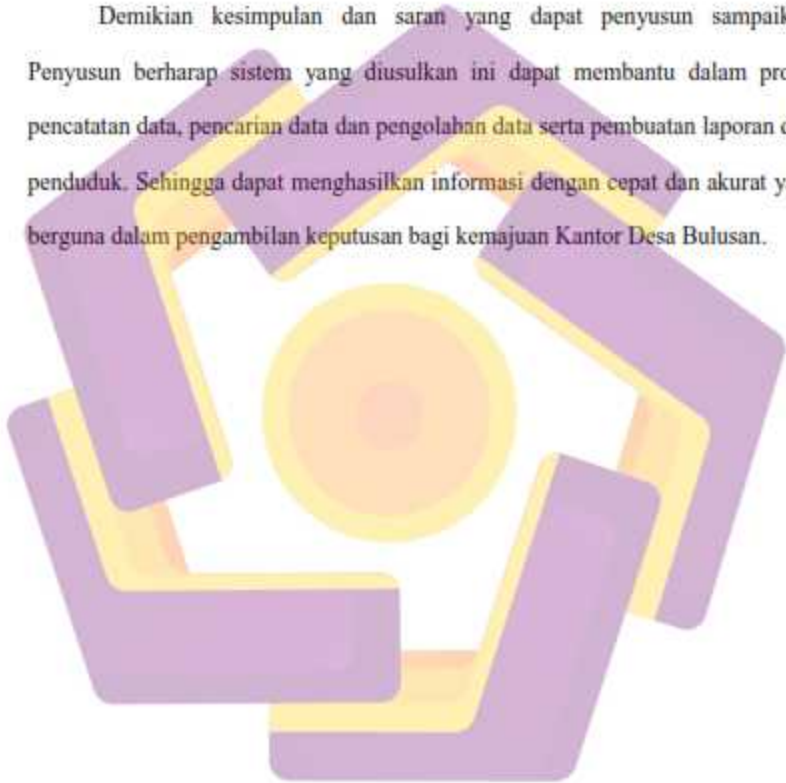 Demikian kesimpulan dan saran yang dapat penyusun sampaik
Penyusun berharap sistem yang diusulkan ini dapat membantu dalam pro
pencatatan data, pencarian data dan pengolahan data serta pembuatan laporan d
penduduk. Sehingga dapat menghasilkan informasi dengan cepat dan akurat y
berguna dalam pengambilan keputusan bagi kemajuan Kantor Desa Bulusan.